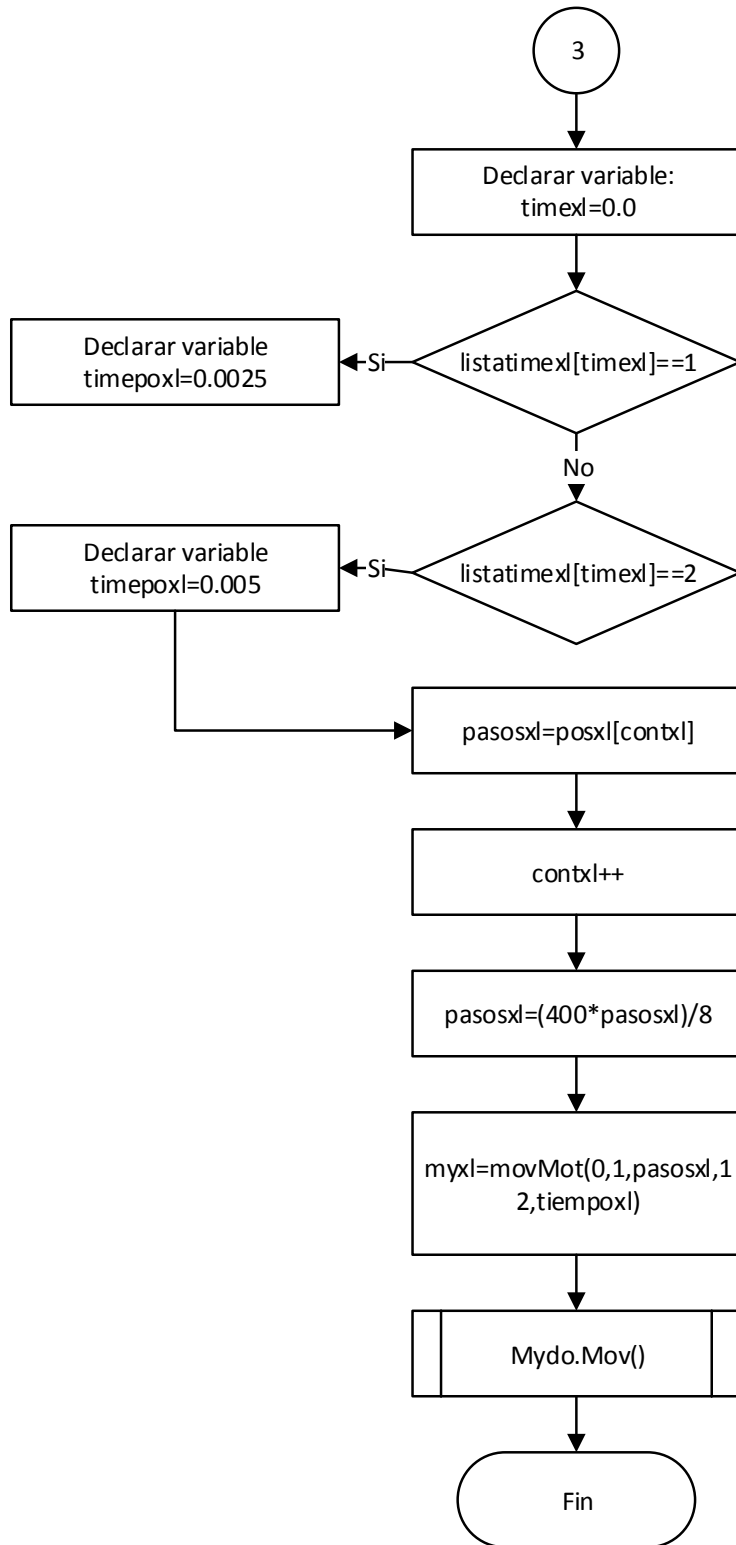 3
Declarar variable:
timexl=0.0
listatimexl[timexl]==1
Si
Declarar variable
timepoxl=0.0025
No
listatimexl[timexl]==2
Si
Declarar variable
timepoxl=0.005
pasosxl=posxl[contxl]
contxl++
pasosxl=(400*pasosxl)/8
myxl=movMot(0,1,pasosxl,1
2,tiempoxl)
Mydo.Mov()
Fin